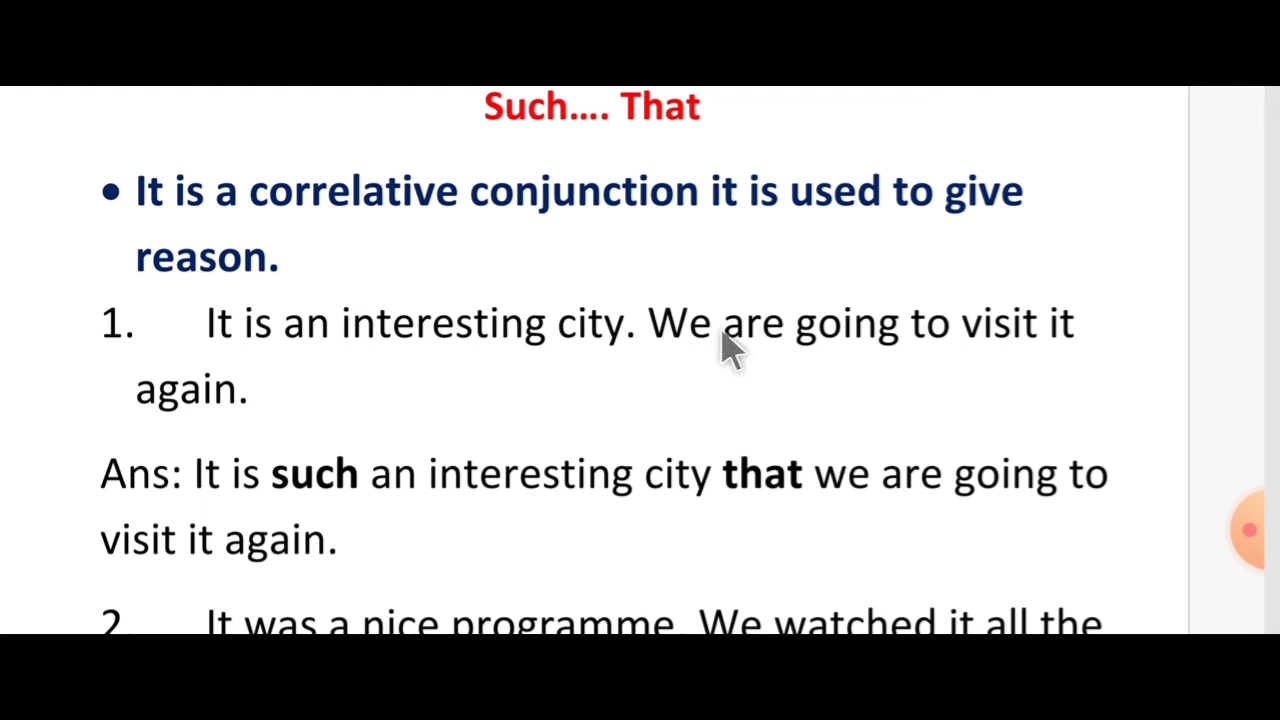 Such.... That
• It is a correlative conjunction it is used to give
reason.
1. It is an interesting city. We are going to visit it
again.
Ans: It is such an interesting city that we are going to
visit it again.
2. It was a nice programme. We watched it all the